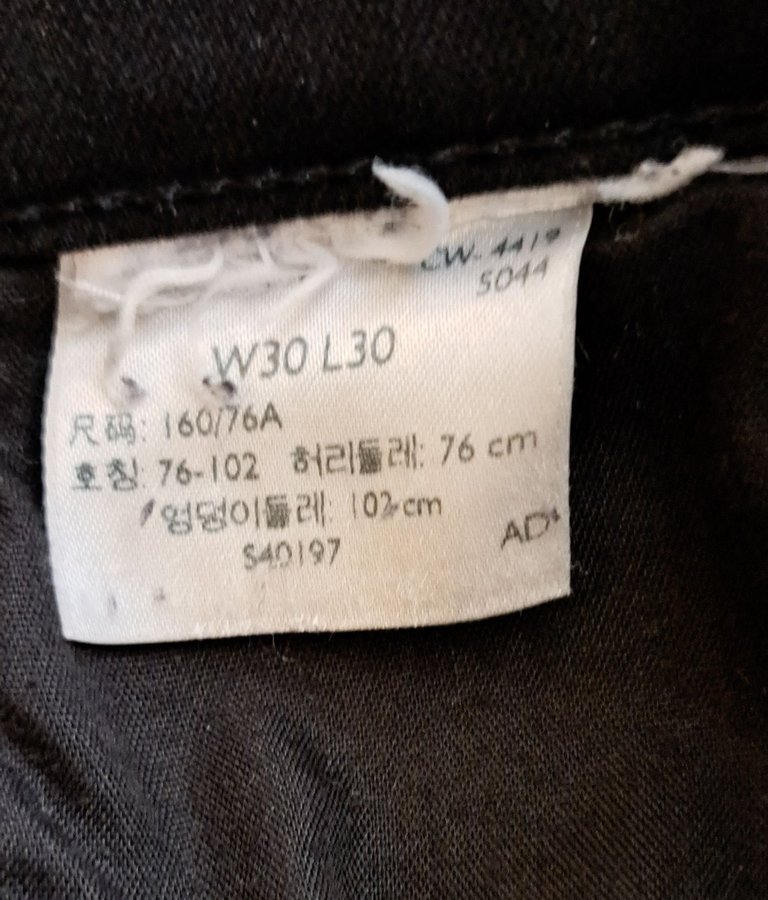 CW-4419
5044
W30 L30
尺码: 160/76A
호칭: 76-102 허리둘레: 76 cm
엉덩이둘레: 102 cm
S40197
AD